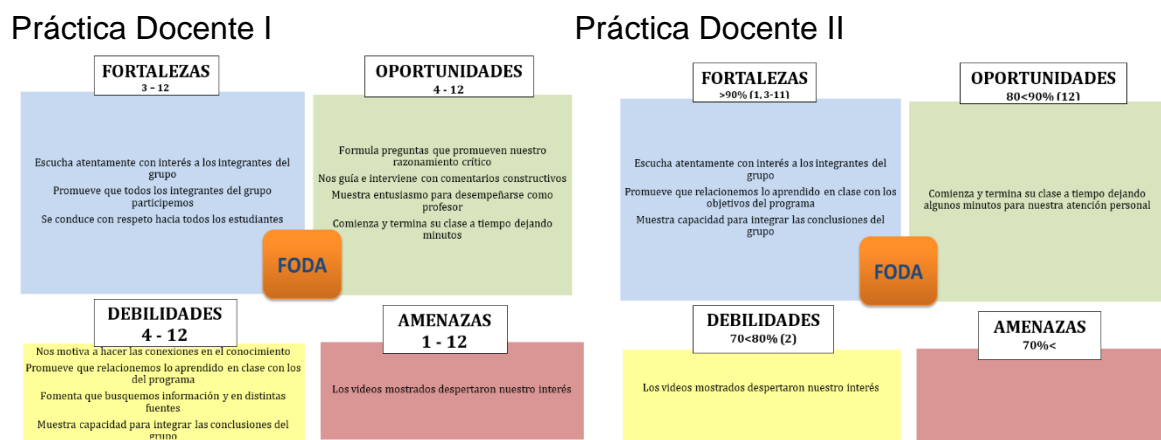 Práctica Docente I
FORTALEZAS
3 – 12
Escucha atentamente con interés a los integrantes del
grupo
Promueve que todos los integrantes del grupo
participemos
Se conduce con respeto hacia todos los estudiantes
OPORTUNIDADES
4 - 12
Formula preguntas que promueven nuestro
razonamiento crítico
Nos guía e interviene con comentarios constructivos
Muestra entusiasmo para desempeñarse como
profesor
Comienza y termina su clase a tiempo dejando
minutos
FODA
DEBILIDADES
4 - 12
Nos motiva a hacer las conexiones en el conocimiento
Promueve que relacionemos lo aprendido en clase con los
del programa
Fomenta que busquemos información y en distintas
fuentes
Muestra capacidad para integrar las conclusiones del
grupo
AMENAZAS
1 - 12
Los videos mostrados despertaron nuestro interés
Práctica Docente II
FORTALEZAS
>90% (1, 3-11)
Escucha atentamente con interés a los integrantes del
grupo
Promueve que relacionemos lo aprendido en clase con los
objetivos del programa
Muestra capacidad para integrar las conclusiones del
grupo
OPORTUNIDADES
80<90% (12)
Comienza y termina su clase a tiempo dejando
algunos minutos para nuestra atención personal
FODA
DEBILIDADES
70<80% (2)
Los videos mostrados despertaron nuestro interés
AMENAZAS
70%<